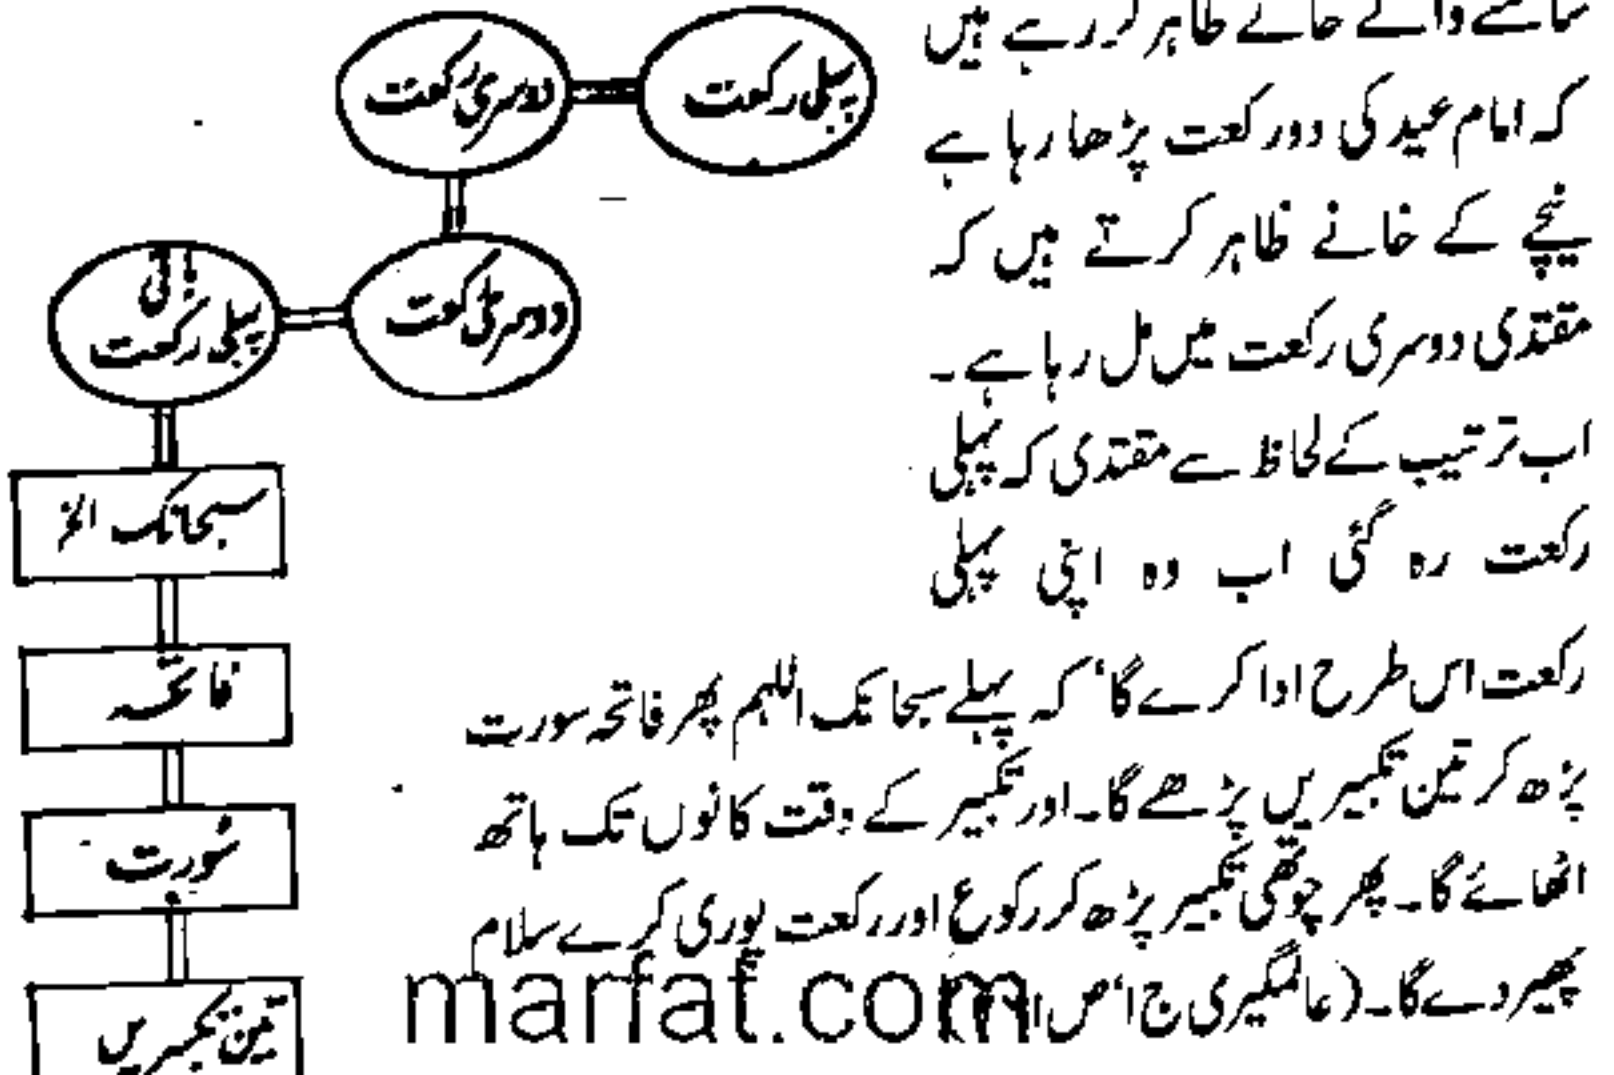 سامنے والے خانے ظاہر کر رہے ہیں
کہ امام عید کی دو رکعت پڑھا رہا ہے
نیچے کے خانے ظاہر کرتے ہیں کہ
مقتدی دوسری رکعت میں مل رہا ہے۔
اب ترتیب کے لحاظ سے مقتدی کہ پہلی
رکعت رہ گئی اب وہ اپنی پہلی
رکعت اس طرح ادا کرے گا، کہ پہلے سبحانک اللہم پھر فاتحہ سورت
پڑھ کر تین تکبیریں پڑھے گا۔ اور تکبیر کے وقت کانوں تک ہاتھ
اٹھائے گا۔ پھر چوتھی تکبیر پڑھ کر رکوع اور رکعت پوری کرے سلام
پھیر دے گا۔ (عالمگیری ج ا، ص
پہلی رکعت
دوسری رکعت
دوسری رکعت
باقی
پہلی رکعت
سبحانک الخ
فاتحہ
سُورت
تین تکبیریں
marfat.com